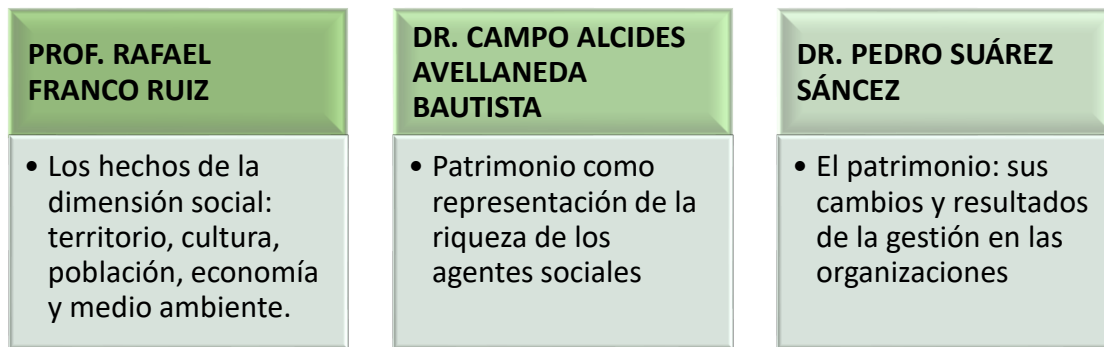 PROF. RAFAEL
FRANCO RUIZ
• Los hechos de la
dimensión social:
territorio, cultura,
población, economía
y medio ambiente.
DR. CAMPO ALCIDES
AVELLANEDA
BAUTISTA
• Patrimonio como
representación de la
riqueza de los
agentes sociales
DR. PEDRO SUÁREZ
SÁNCEZ
• El patrimonio: sus
cambios y resultados
de la gestión en las
organizaciones